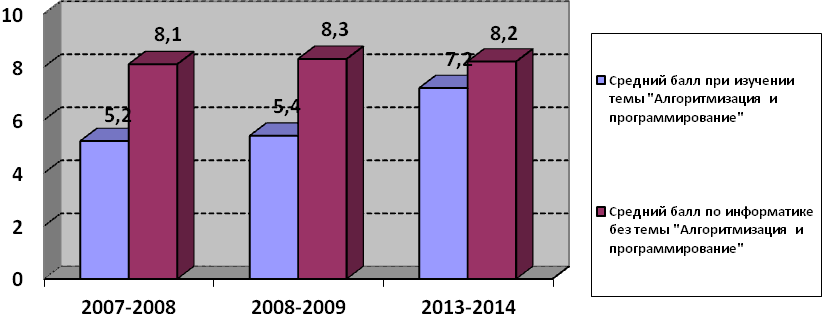 10
8
6
4
2
0
5,2
8,1
5,4
8,3
7,2
8,2
2007-2008
2008-2009
2013-2014
Средний балл при изучении
темы "Алгоритмизация и
программирование"
Средний балл по информатике
без темы "Алгоритмизация и
программирование"